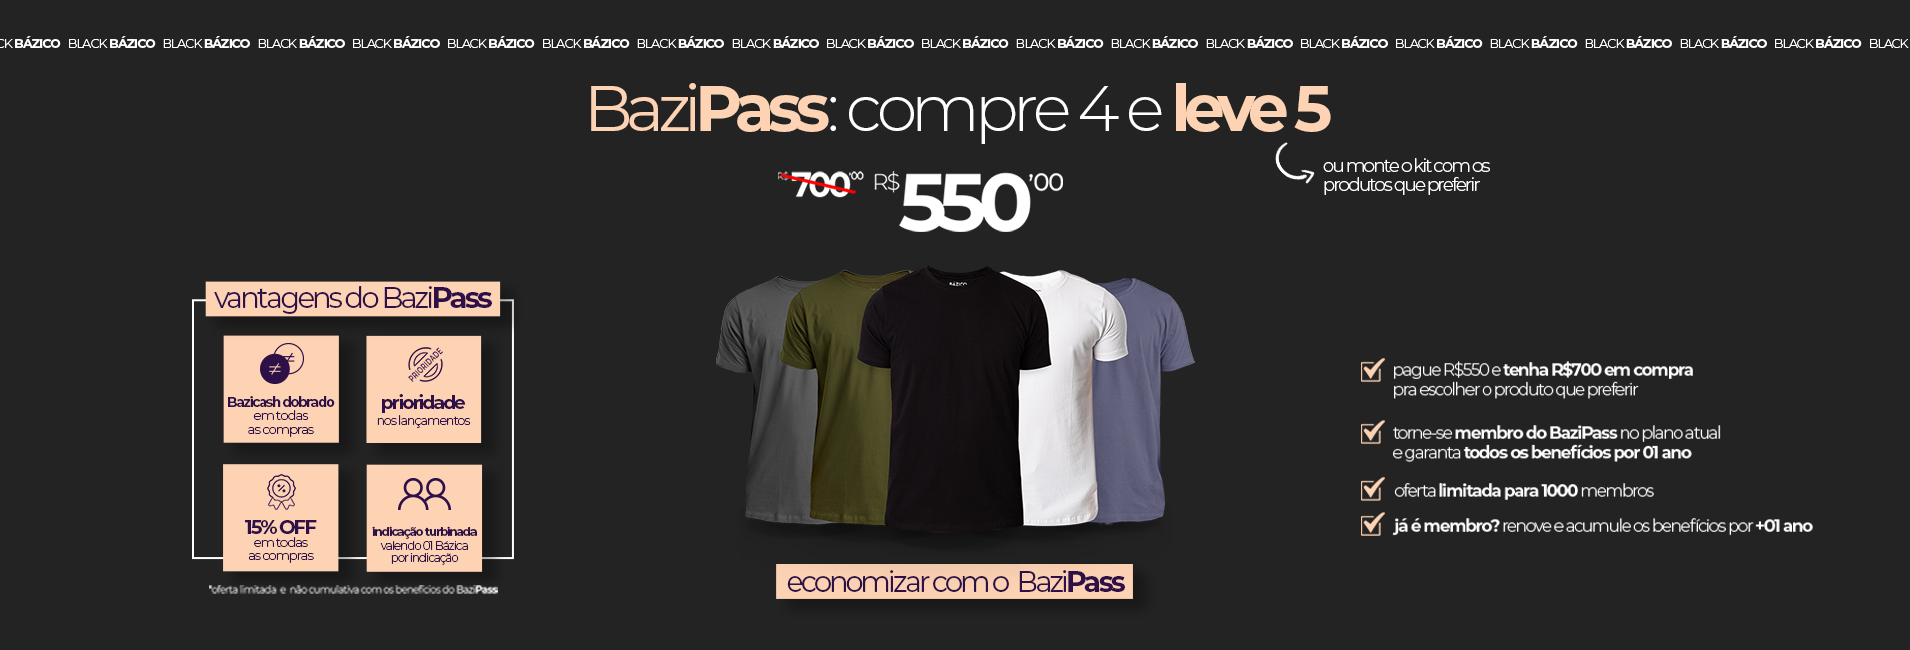 BLACK BÁZICO BLACK BÁZICO BLACK BÁZICO BLACK BÁZICO BLACK BÁZICO BLACK BÁZICO BLACK BÁZICO BLACK BÁZICO BLACK BÁZICO BLACK BÁZICO BLACK BÁZICO BLACK BÁZICO BLACK BÁZICO BLACK BÁZICO BLACK BÁZICO BLACK BÁZICO BLACK BÁZICO BLACK BÁZICO BLACK BÁZICO BLACK
BaziPass: compre 4 e leve 5
ou monte o kit com os
produtos que preferir
R$ 700,00 R$ 550,00
BÁZICO
vantagens do BaziPass
Bazicash dobrado
em todas
as compras
PRIORIDADE
prioridade
nos lançamentos
15% OFF
em todas
as compras
indicação turbinada
valendo 01 Bázica
por indicação
*oferta limitada e não cumulativa com os benefícios do BaziPass
economizar com o BaziPass
pague R$550 e tenha R$700 em compra
pra escolher o produto que preferir
torne-se membro do BaziPass no plano atual
e garanta todos os benefícios por 01 ano
oferta limitada para 1000 membros
já é membro? renove e acumule os benefícios por +01 ano